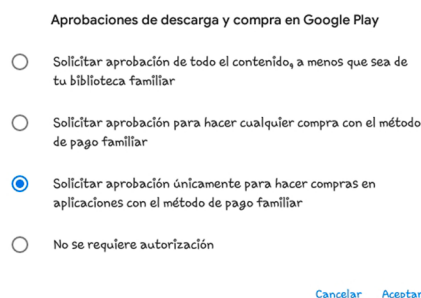 Aprobaciones de descarga y compra en Google Play
Solicitar aprobación de todo el contenido, a menos que sea de
tu biblioteca familiar
Solicitar aprobación para hacer cualquier compra con el método
de pago familiar
Solicitar aprobación únicamente para hacer compras en
aplicaciones con el método de pago familiar
No se requiere autorización
Cancelar Aceptar